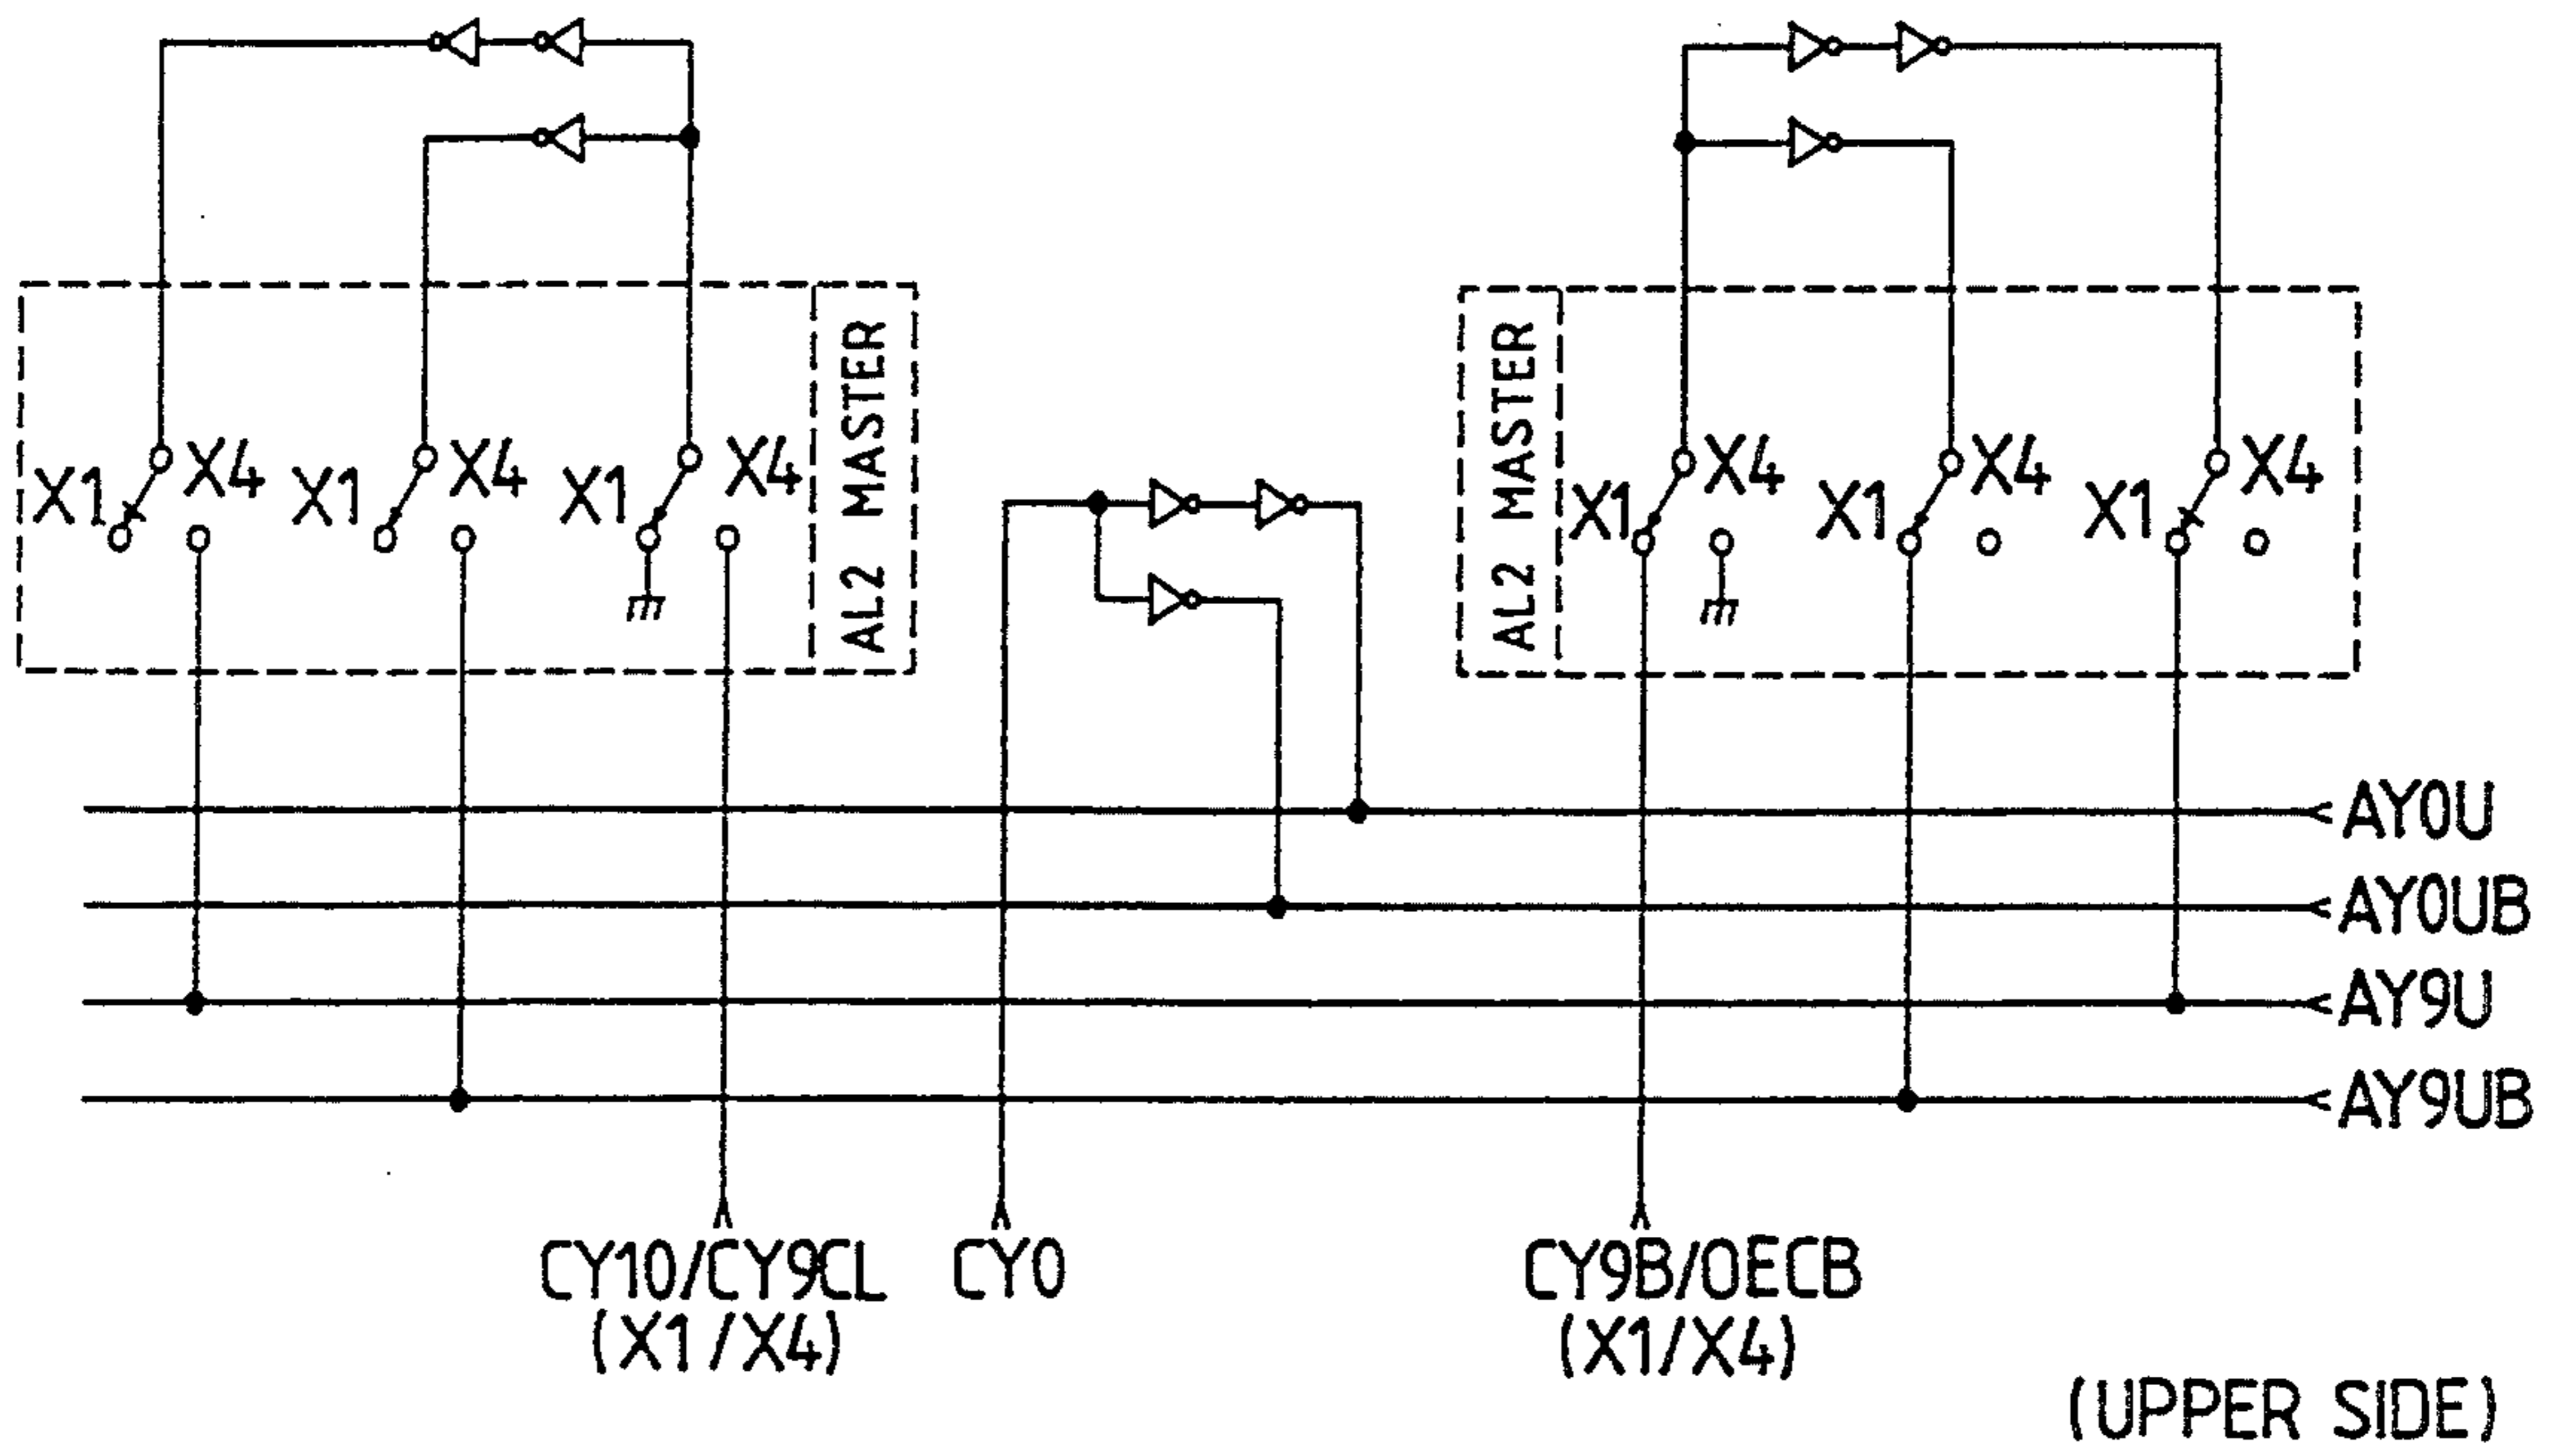 AL2 MASTER
AL2 MASTER
X1 X4 X1 X4 X1 X4
X1 X4 X1 X4 X1 X4
AY0U
AY0UB
AY9U
AY9UB
CY10/CY9CL
(X1/X4)
CY0
CY9B/OECB
(X1/X4)
(UPPER SIDE)